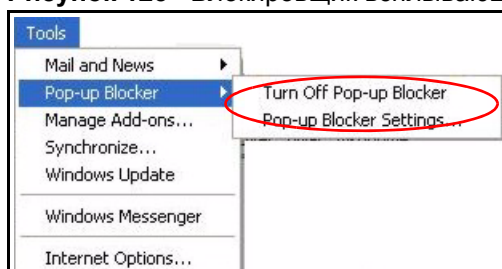 Tools
Mail and News
Pop-up Blocker
Turn Off Pop-up Blocker
Manage Add-ons...
Pop-up Blocker Settings...
Synchronize...
Windows Update
Windows Messenger
Internet Options...